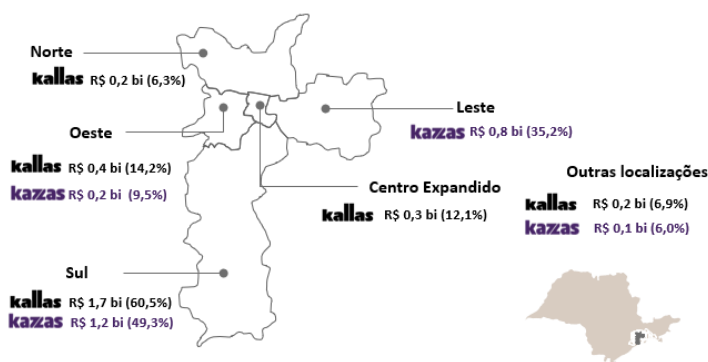 Norte
kallas R$ 0,2 bi (6,3%)
Leste
kazzas R$ 0,8 bi (35,2%)
Oeste
kallas R$ 0,4 bi (14,2%)
kazzas R$ 0,2 bi (9,5%)
Centro Expandido
kallas R$ 0,3 bi (12,1%)
Outras localizações
kallas R$ 0,2 bi (6,9%)
kazzas R$ 0,1 bi (6,0%)
Sul
kallas R$ 1,7 bi (60,5%)
kazzas R$ 1,2 bi (49,3%)